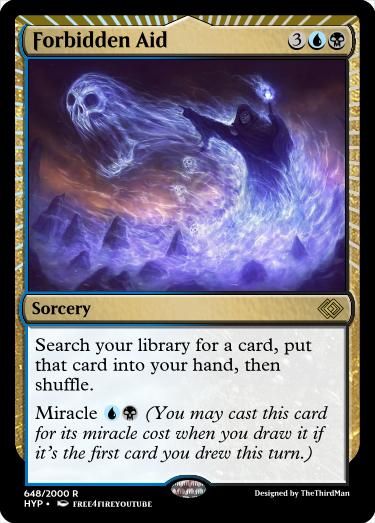 Forbidden Aid 3
Sorcery
Search your library for a card, put
that card into your hand, then
shuffle.
Miracle (You may cast this card
for its miracle cost when you draw it if
it's the first card you drew this turn.)
648/2000 R
HYP • FREE4FIREYOUTUBE
Designed by TheThirdMan